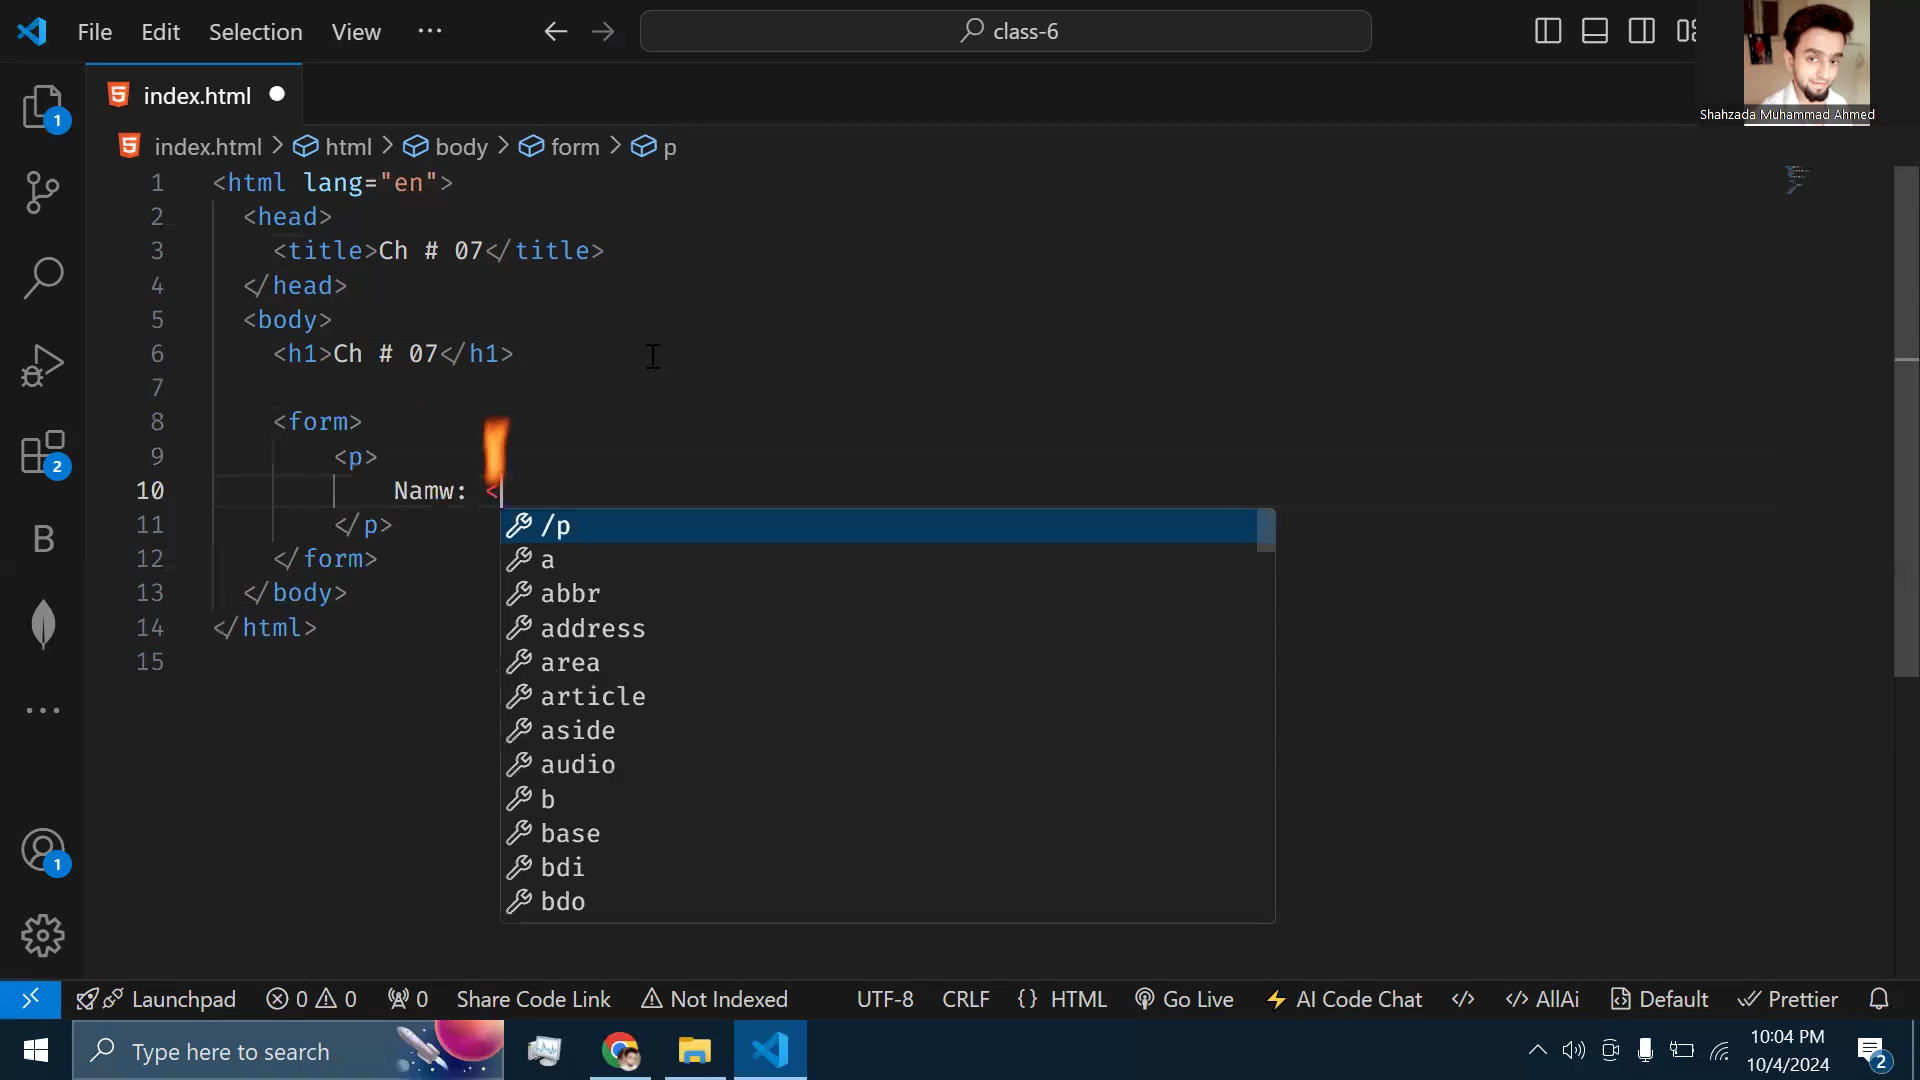 File Edit Selection View ··· class-6
Shahzada Muhammad Ahmed
index.html
index.html > html > body > form > p
1 <html lang="en">
2 <head>
3 <title>Ch # 07</title>
4 </head>
5 <body>
6 <h1>Ch # 07</h1>
7
8 <form>
9 <p>
10 Namw: <
11 </p>
12 </form>
13 </body>
14 </html>
15
/p
a
abbr
address
area
article
aside
audio
b
base
bdi
bdo
1
2
B
1
Launchpad 0 0 0 Share Code Link Not Indexed UTF-8 CRLF {} HTML Go Live AI Code Chat </> </> AllAi Default Prettier
Type here to search
10:04 PM
10/4/2024
2